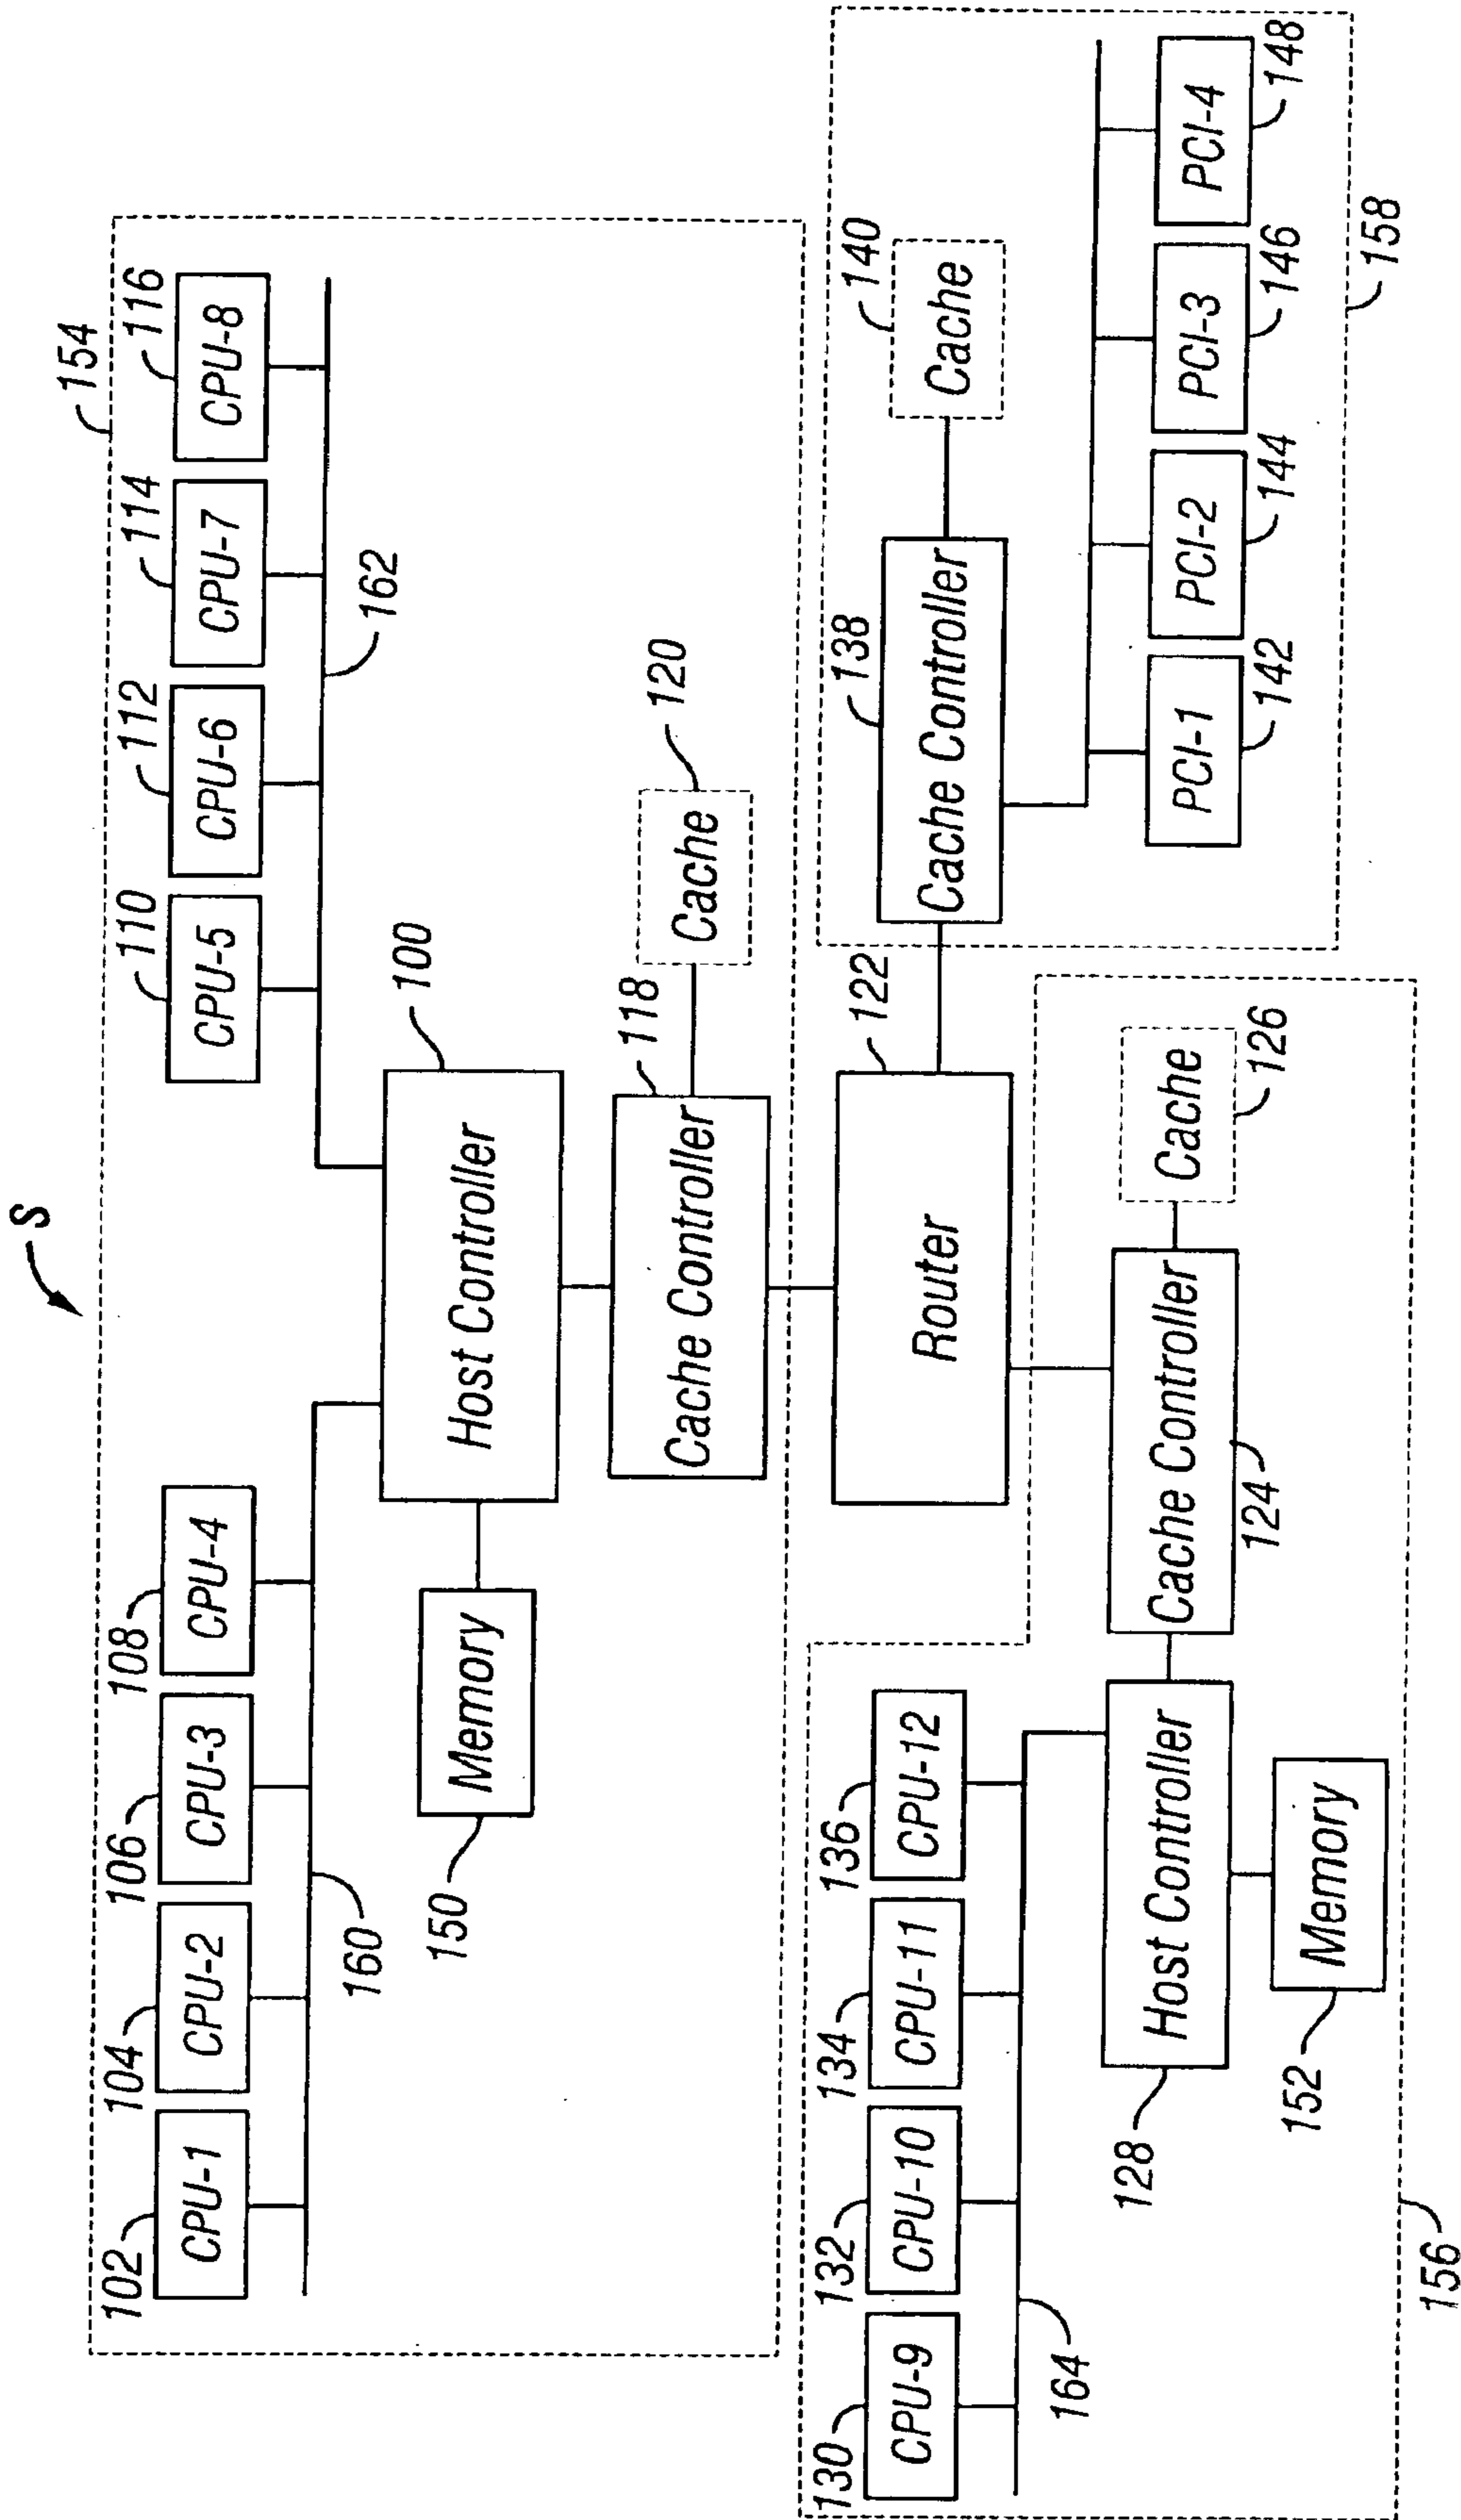 S
154
102
104
106
108
110
112
114
116
CPU-1
CPU-2
CPU-3
CPU-4
CPU-5
CPU-6
CPU-7
CPU-8
160
162
100
Host Controller
Memory
150
118
120
Cache Controller
Cache
122
Router
130
132
134
136
CPU-9
CPU-10
CPU-11
CPU-12
164
128
Host Controller
Cache Controller
124
Cache
126
Memory
152
156
138
140
Cache Controller
Cache
PCI-1
PCI-2
PCI-3
PCI-4
142
144
146
148
158